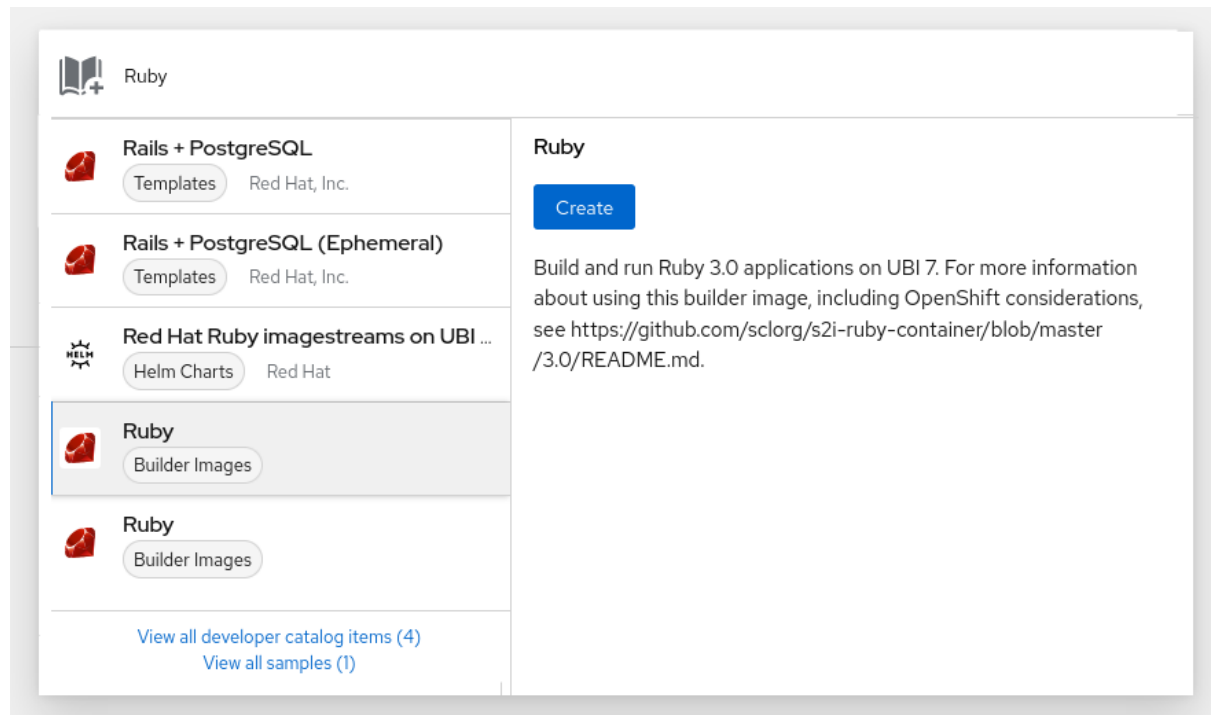 Ruby
Rails + PostgreSQL
Templates Red Hat, Inc.
Rails + PostgreSQL (Ephemeral)
Templates Red Hat, Inc.
HELM
Red Hat Ruby imagestreams on UBI ...
Helm Charts Red Hat
Ruby
Builder Images
Ruby
Builder Images
View all developer catalog items (4)
View all samples (1)
Ruby
Create
Build and run Ruby 3.0 applications on UBI 7. For more information
about using this builder image, including OpenShift considerations,
see https://github.com/sclorg/s2i-ruby-container/blob/master
/3.0/README.md.